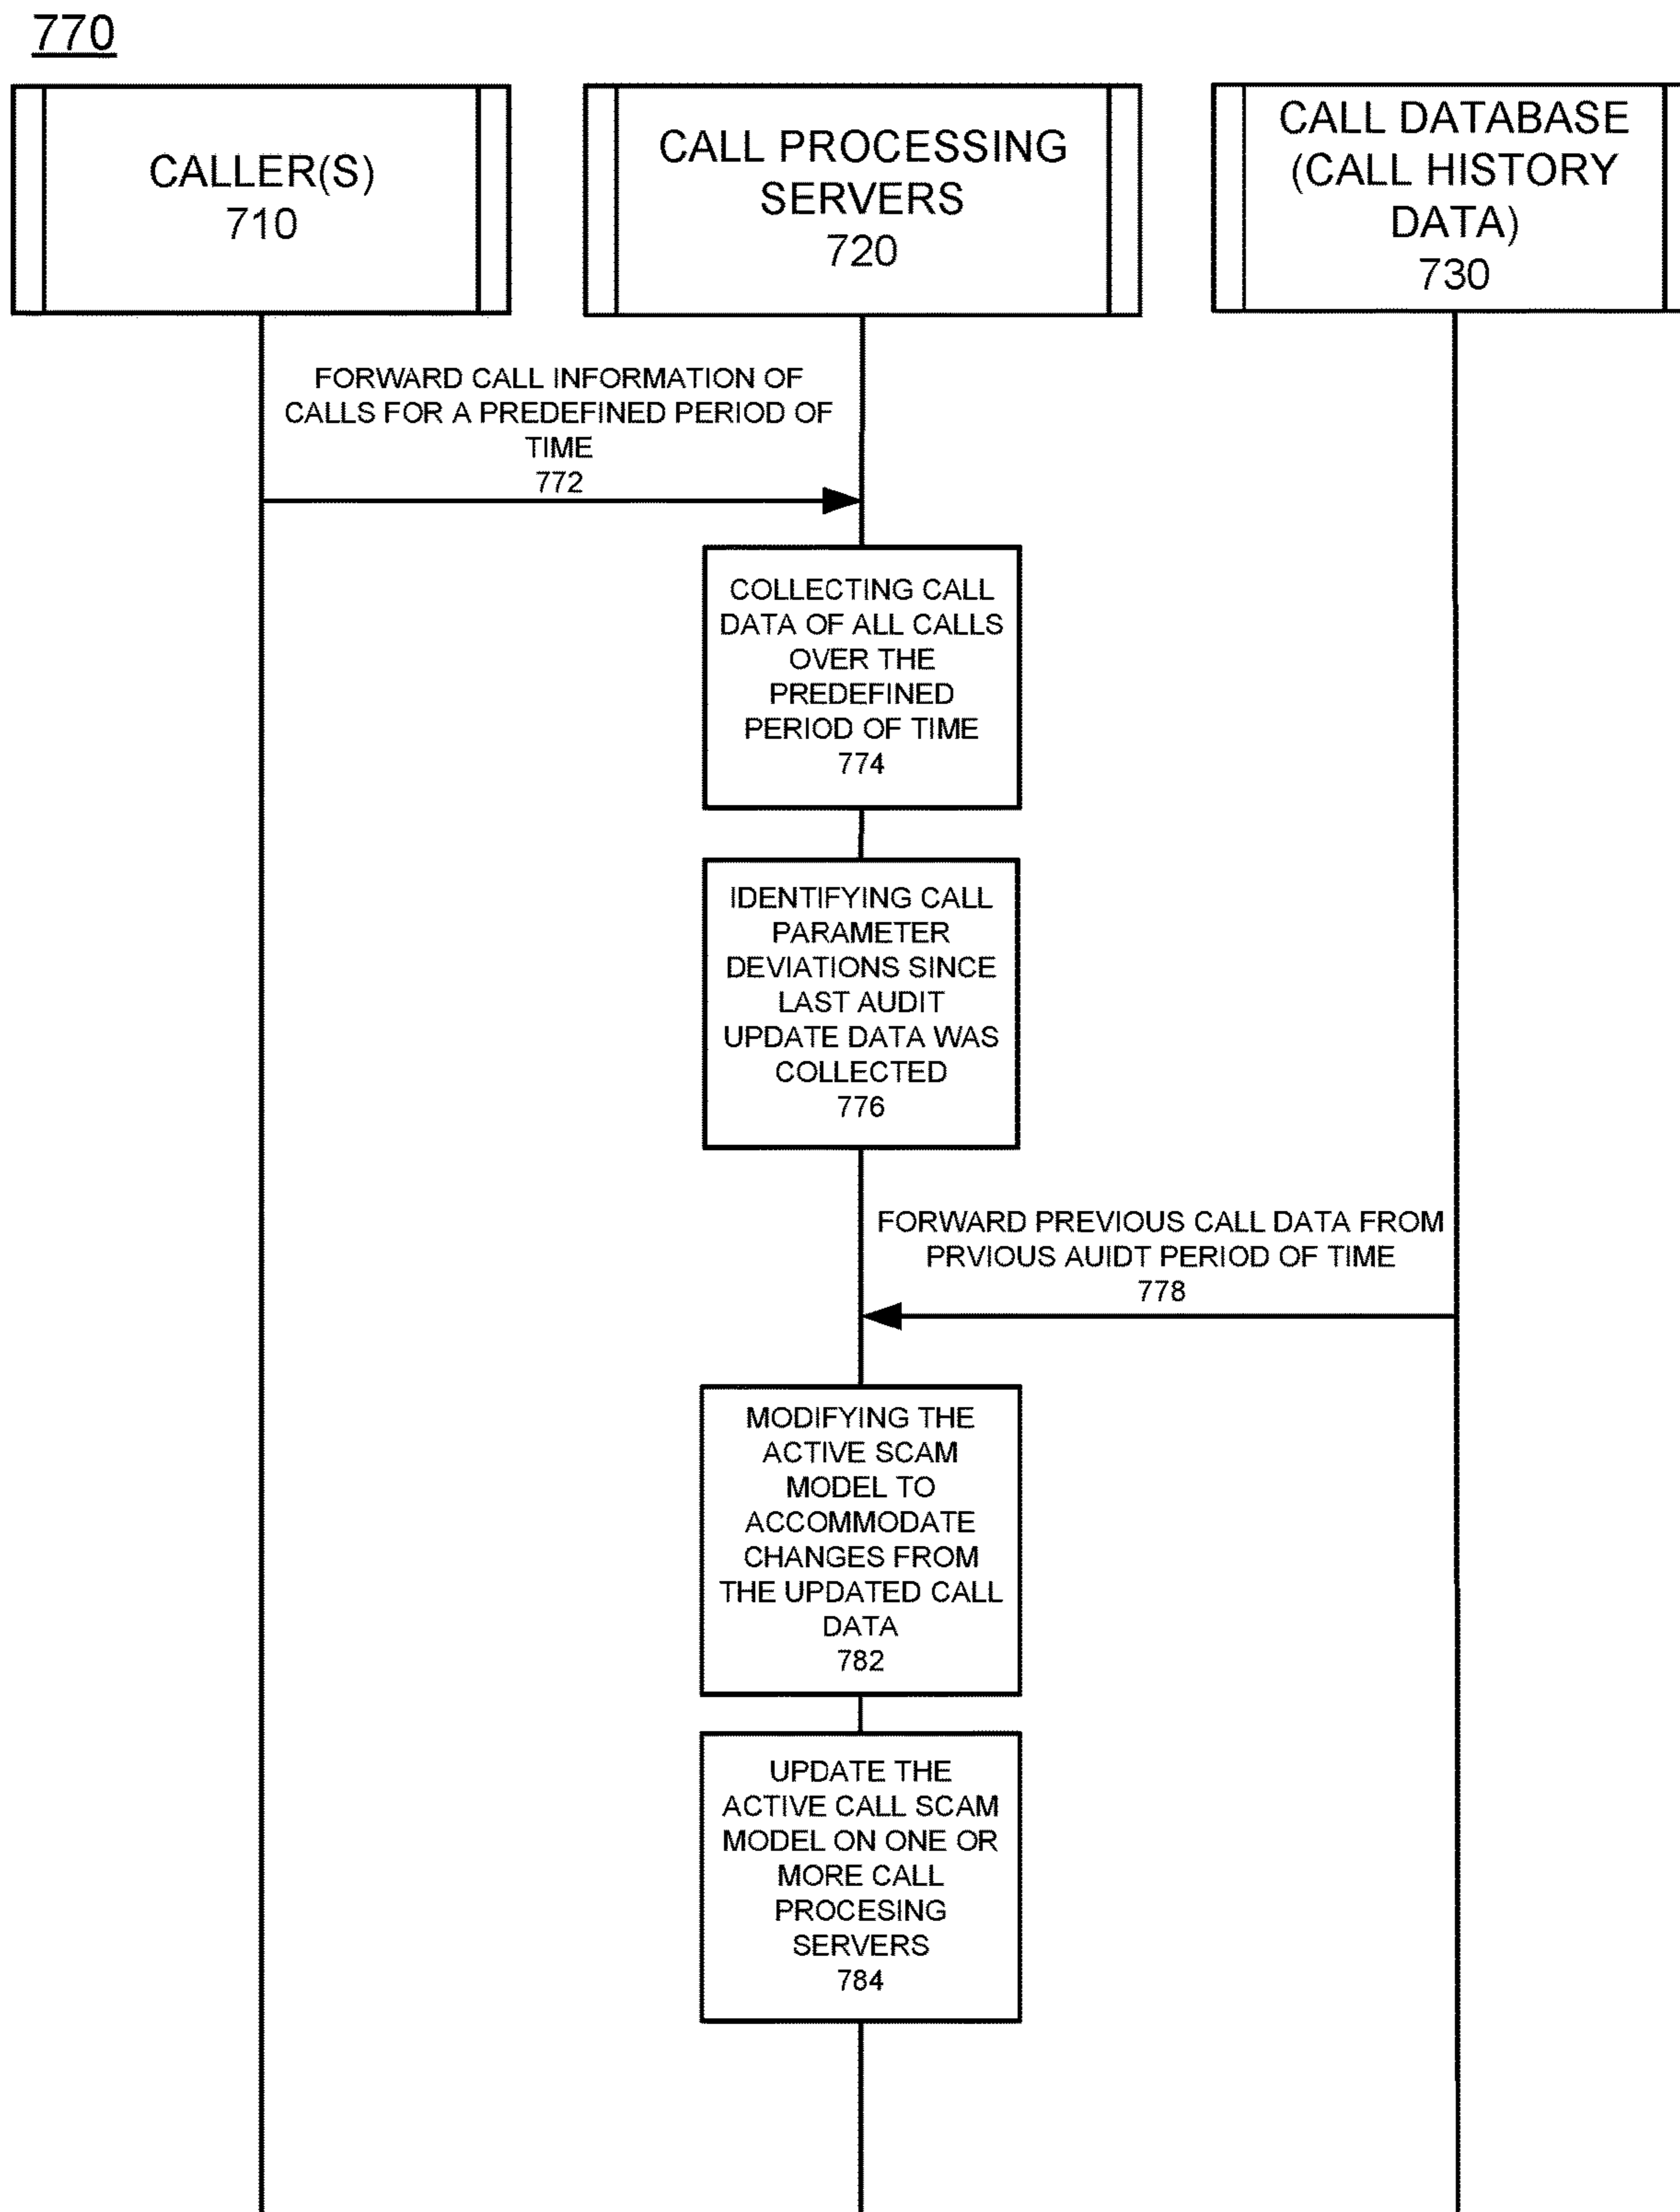 770
CALLER(S)
710
CALL PROCESSING
SERVERS
720
CALL DATABASE
(CALL HISTORY
DATA)
730
FORWARD CALL INFORMATION OF
CALLS FOR A PREDEFINED PERIOD OF
TIME
772
COLLECTING CALL
DATA OF ALL CALLS
OVER THE
PREDEFINED
PERIOD OF TIME
774
IDENTIFYING CALL
PARAMETER
DEVIATIONS SINCE
LAST AUDIT
UPDATE DATA WAS
COLLECTED
776
FORWARD PREVIOUS CALL DATA FROM
PRVIOUS AUIDT PERIOD OF TIME
778
MODIFYING THE
ACTIVE SCAM
MODEL TO
ACCOMMODATE
CHANGES FROM
THE UPDATED CALL
DATA
782
UPDATE THE
ACTIVE CALL SCAM
MODEL ON ONE OR
MORE CALL
PROCESING
SERVERS
784